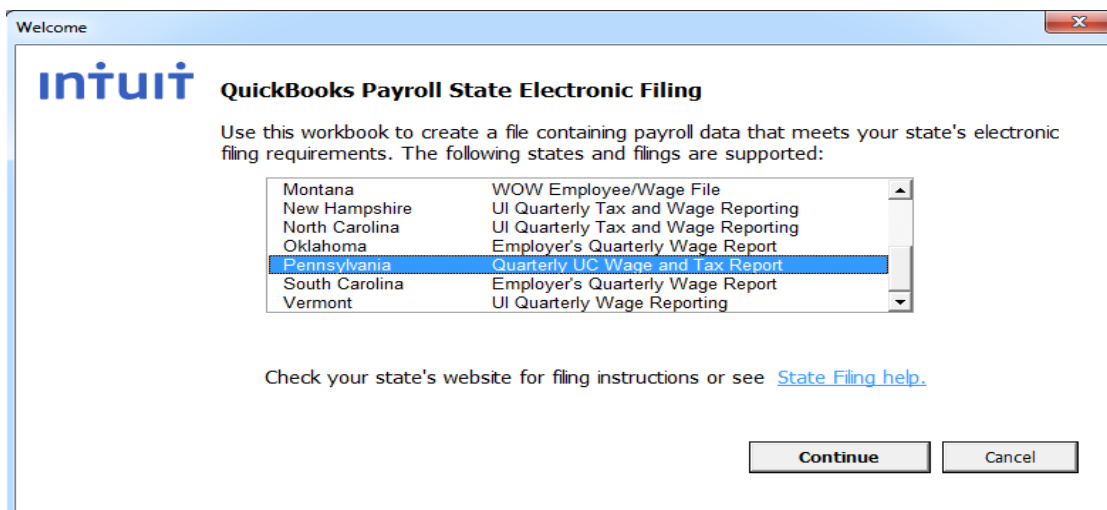 Welcome
intuit
QuickBooks Payroll State Electronic Filing
Use this workbook to create a file containing payroll data that meets your state's electronic
filing requirements. The following states and filings are supported:
Montana WOW Employee/Wage File
New Hampshire UI Quarterly Tax and Wage Reporting
North Carolina UI Quarterly Tax and Wage Reporting
Oklahoma Employer's Quarterly Wage Report
Pennsylvania Quarterly UC Wage and Tax Report
South Carolina Employer's Quarterly Wage Report
Vermont UI Quarterly Wage Reporting
Check your state's website for filing instructions or see State Filing help.
Continue Cancel